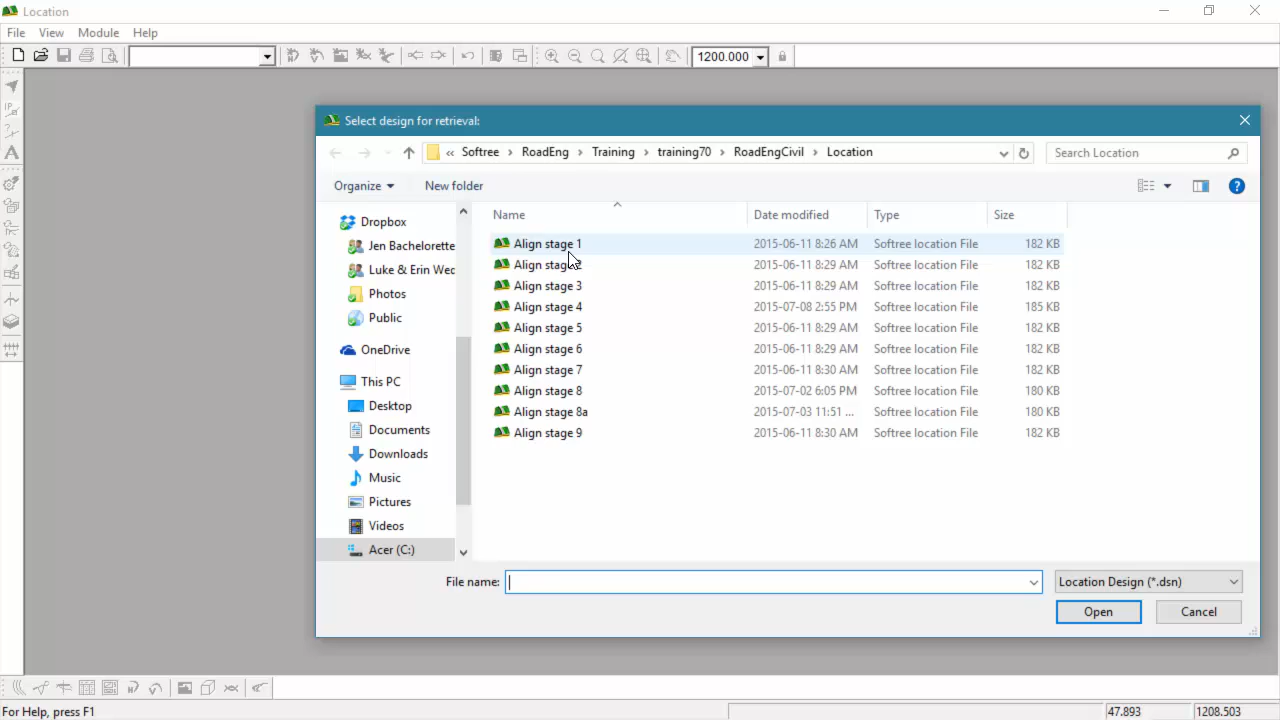 Location
File View Module Help
1200.000
Select design for retrieval:
« Softree › RoadEng › Training › training70 › RoadEngCivil › Location
Search Location
Organize
New folder
Name Date modified Type Size
Dropbox
Jen Bachelorette
Luke & Erin Wed
Photos
Public
OneDrive
This PC
Desktop
Documents
Downloads
Music
Pictures
Videos
Acer (C:)
Align stage 1 2015-06-11 8:26 AM Softree location File 182 KB
Align stage 2 2015-06-11 8:29 AM Softree location File 182 KB
Align stage 3 2015-06-11 8:29 AM Softree location File 182 KB
Align stage 4 2015-07-08 2:55 PM Softree location File 185 KB
Align stage 5 2015-06-11 8:29 AM Softree location File 182 KB
Align stage 6 2015-06-11 8:29 AM Softree location File 182 KB
Align stage 7 2015-06-11 8:30 AM Softree location File 182 KB
Align stage 8 2015-07-02 6:05 PM Softree location File 180 KB
Align stage 8a 2015-07-03 11:51 ... Softree location File 180 KB
Align stage 9 2015-06-11 8:30 AM Softree location File 182 KB
File name:
Location Design (*.dsn)
Open Cancel
For Help, press F1
47.893 1208.503